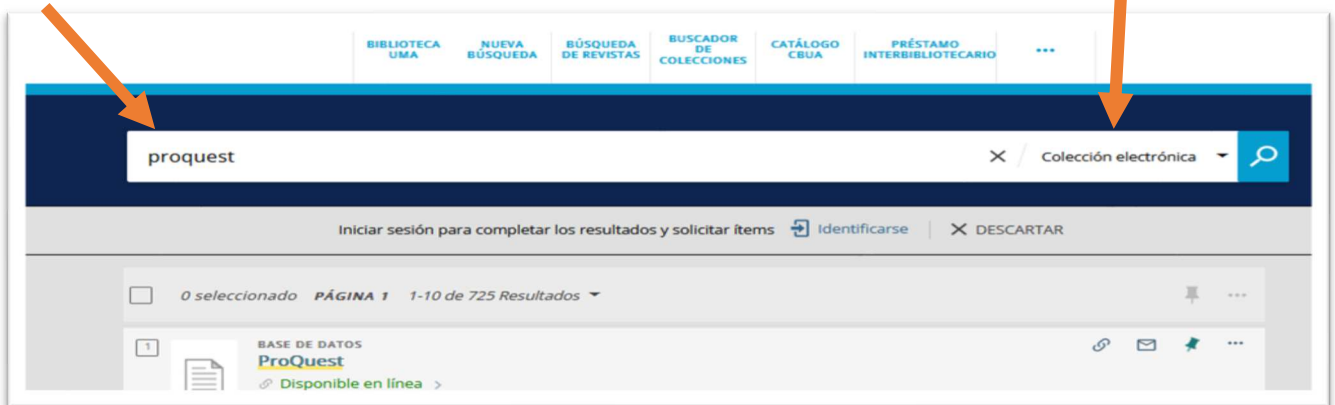 BIBLIOTECA UMA
NUEVA BÚSQUEDA
BÚSQUEDA DE REVISTAS
BUSCADOR DE COLECCIONES
CATÁLOGO CBUA
PRÉSTAMO INTERBIBLIOTECARIO
...
proquest
Colección electrónica
Iniciar sesión para completar los resultados y solicitar ítems Identificarse DESCARTAR
0 seleccionado PÁGINA 1 1-10 de 725 Resultados
1
BASE DE DATOS
ProQuest
Disponible en línea